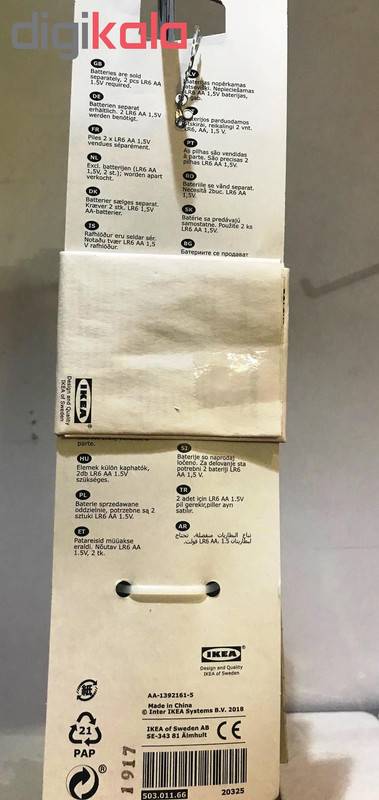 digikala
GB
Batteries are sold
separately, 2 pcs LR6 AA
1.5V required.
DE
Batterien separat
erhältlich. 2 LR6 AA 1,5V
werden benötigt.
FR
Piles 2 x LR6 AA 1,5V
vendues séparément.
NL
Excl. batterijen (LR6 AA
1,5V, 2 st.); worden apart
verkocht.
DK
Batterier sælges separat.
Kræver 2 stk. LR6 1,5V
AA-batterier.
IS
Rafhlöður eru seldar sér.
Notaðu tvær LR6 AA 1,5
V rafhlöður.
LV
nopērkamas
atsevišķi. Nepieciešamas
AA 1,5V baterijas,
gab.
parduodamos
atskirai, reikalingi 2 vnt.
AA, 1,5 V.
PT
As pilhas são vendidas
à parte. São precisas 2
pilhas LR6 AA 1,5V.
RO
Bateriile se vând separat.
Necesită 2buc. LR6 AA
1,5V.
SK
Batérie sa predávajú
samostatne. Použite 2 ks
LR6 AA 1,5V.
BG
Батериите се продават
IKEA
Design and Quality
IKEA of Sweden
parte.
HU
Elemek külön kaphatók,
2db LR6 AA 1.5V
szükséges.
PL
Baterie sprzedawane
oddzielnie, potrzebne są 2
sztuki LR6 AA 1.5V.
ET
Patareisid müüakse
eraldi. Nõutav LR6 AA
1.5V, 2 tk.
SI
Baterije so naprodaj
ločeno. Za delovanje sta
potrebni 2 bateriji LR6
AA 1,5 V.
TR
2 adet için LR6 AA 1.5V
pil gerekir,piller ayrı
satılır.
AR
تباع البطاريات منفصلة، تحتاج
لبطاريتان LR6 AA، 1.5 فولت.
IKEA
Design and Quality
IKEA of Sweden
紙
21
PAP
®
1917
AA-1392161-5
Made in China
© Inter IKEA Systems B.V. 2018
IKEA of Sweden AB
SE-343 81 Älmhult
CE
503.011.66
20325